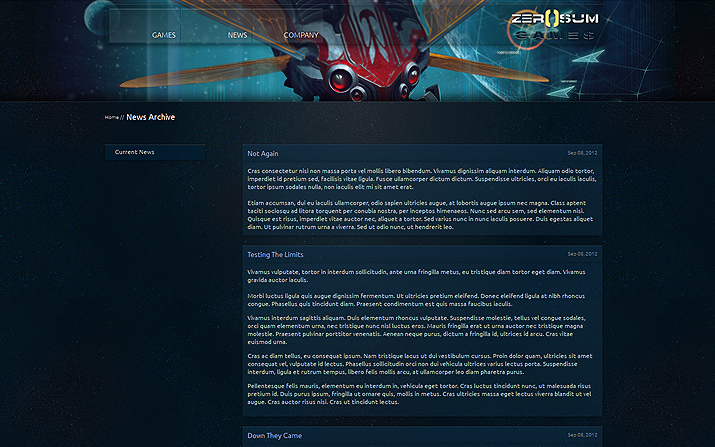 ZER0SUM
GAMES
GAMES NEWS COMPANY
Home // News Archive
Current News
Not Again Sep 08, 2012
Cras consectetur nisi non massa porta vel mollis libero bibendum. Vivamus dignissim aliquam interdum. Aliquam odio tortor,
imperdiet id pretium sed, facilisis vitae ligula. Fusce ullamcorper dictum dictum. Suspendisse ultricies, orci eu iaculis iaculis,
tortor ipsum sodales nulla, non iaculis elit mi sit amet erat.
Etiam accumsan, dui eu iaculis ullamcorper, odio sapien ultricies augue, at lobortis augue ipsum nec magna. Class aptent
taciti sociosqu ad litora torquent per conubia nostra, per inceptos himenaeos. Nunc sed arcu sem, sed elementum nisi.
Quisque est risus, imperdiet vitae auctor nec, aliquet a tortor. Sed varius nunc in nunc iaculis posuere. Duis egestas aliquet
diam. Ut pulvinar rutrum urna a viverra. Sed ut odio nunc, ut hendrerit leo.
Testing The Limits Sep 08, 2012
Vivamus vulputate, tortor in interdum sollicitudin, ante urna fringilla metus, eu tristique diam tortor eget diam. Vivamus
gravida auctor iaculis.
Morbi luctus ligula quis augue dignissim fermentum. Ut ultricies pretium eleifend. Donec eleifend ligula at nibh rhoncus
congue. Phasellus quis tincidunt diam. Praesent condimentum est quis massa faucibus iaculis.
Vivamus interdum sagittis aliquam. Duis elementum rhoncus vulputate. Suspendisse molestie, tellus vel congue sodales,
orci quam elementum urna, nec tristique nunc nisl luctus eros. Mauris fringilla erat ut urna auctor nec tristique magna
molestie. Praesent pulvinar porttitor venenatis. Aenean neque purus, dictum a fringilla id, ultrices id arcu. Cras vitae
euismod urna.
Cras ac diam tellus, eu consequat ipsum. Nam tristique lacus ut dui vestibulum cursus. Proin dolor quam, ultricies sit amet
consequat vel, vulputate id lectus. Phasellus sollicitudin orci non dui vehicula ultrices varius lectus porta. Suspendisse
interdum, ligula et rutrum tempus, libero felis mollis arcu, at ullamcorper leo diam pharetra purus.
Pellentesque felis mauris, elementum eu interdum in, vehicula eget tortor. Cras luctus tincidunt nunc, ut malesuada risus
pretium id. Duis purus ipsum, fringilla ut ornare quis, mollis in metus. Cras ultricies massa eget lectus viverra blandit ut vel
augue. Cras auctor risus nisi. Cras ut tincidunt lectus.
Down They Came Sep 08, 2012